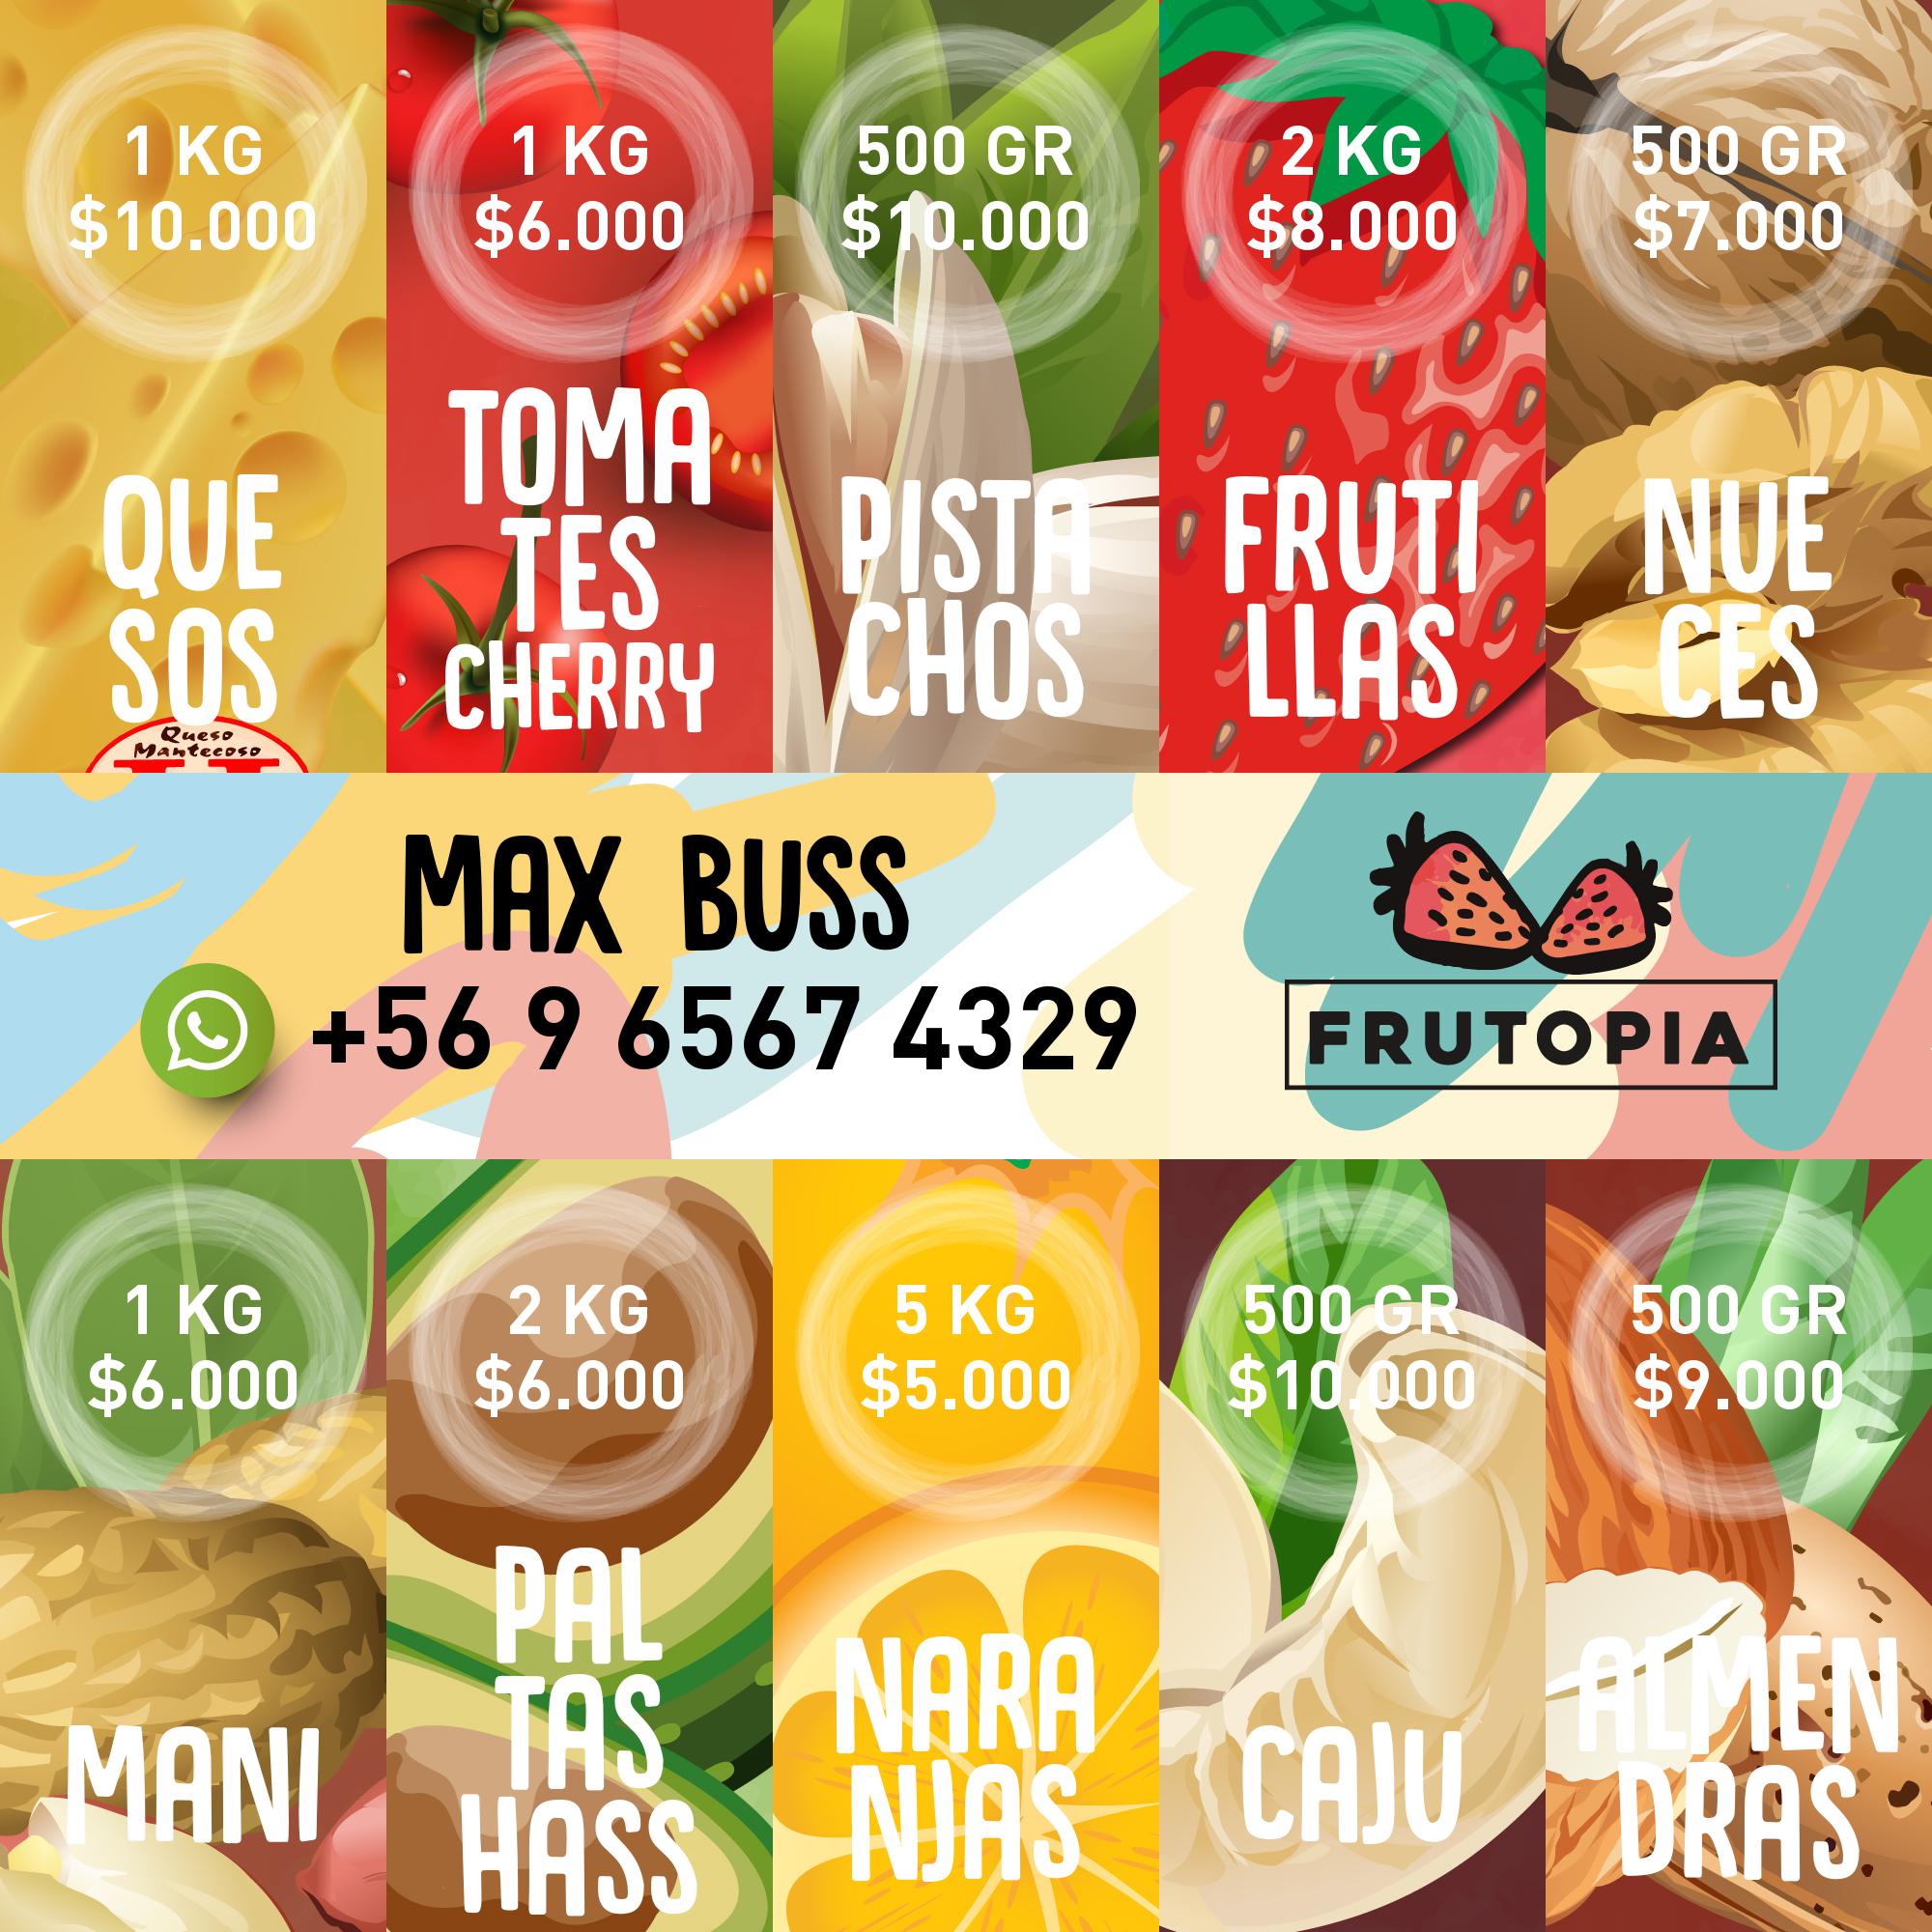 1 KG
$10.000
QUE
SOS
Queso
Mantecoso
1 KG
$6.000
TOMA
TES
CHERRY
500 GR
$10.000
PISTA
CHOS
2 KG
$8.000
FRUTI
LLAS
500 GR
$7.000
NUE
CES
MAX BUSS
+56 9 6567 4329
FRUTOPIA
1 KG
$6.000
MANI
2 KG
$6.000
PAL
TAS
HASS
5 KG
$5.000
NARA
NJAS
500 GR
$10.000
CAJU
500 GR
$9.000
ALMEN
DRAS